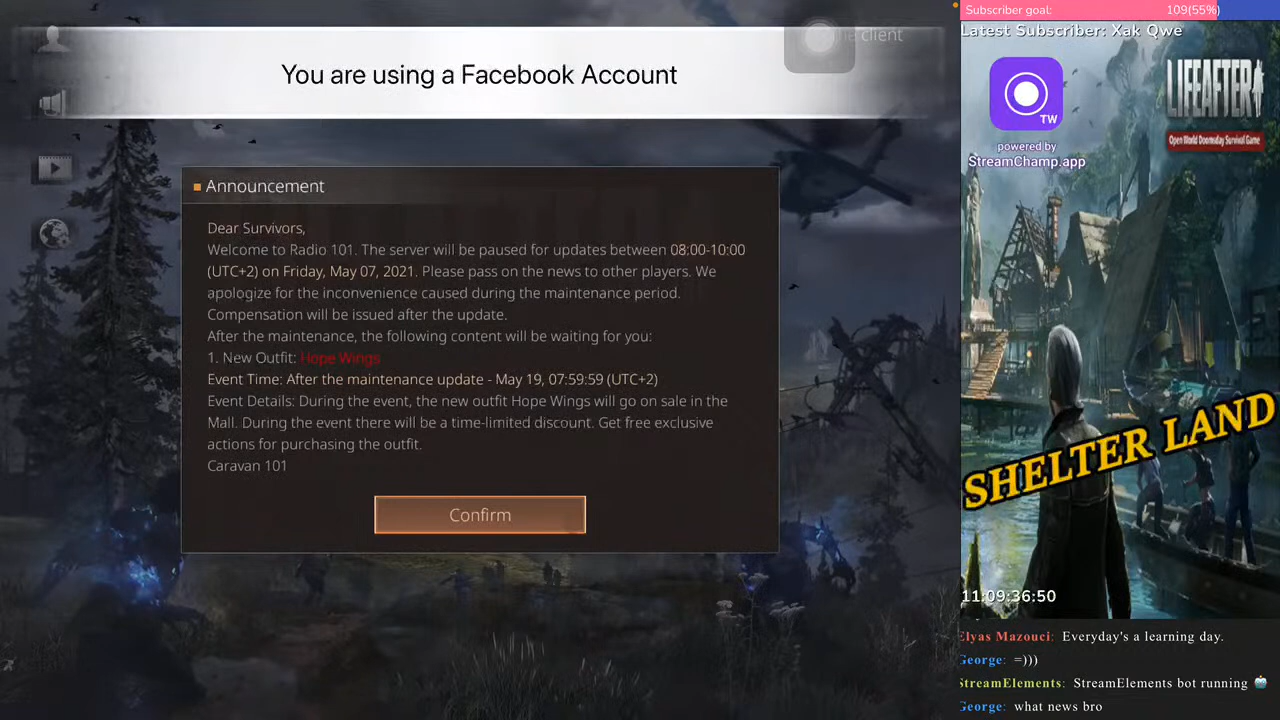 You are using a Facebook Account
client
Announcement
Dear Survivors,
Welcome to Radio 101. The server will be paused for updates between 08:00-10:00
(UTC+2) on Friday, May 07, 2021. Please pass on the news to other players. We
apologize for the inconvenience caused during the maintenance period.
Compensation will be issued after the update.
After the maintenance, the following content will be waiting for you:
1. New Outfit: Hope Wings
Event Time: After the maintenance update - May 19, 07:59:59 (UTC+2)
Event Details: During the event, the new outfit Hope Wings will go on sale in the
Mall. During the event there will be a time-limited discount. Get free exclusive
actions for purchasing the outfit.
Caravan 101
Confirm
Subscriber goal: 109(55%)
Latest Subscriber: Xak Qwe
TW
powered by
StreamChamp.app
LIFEAFTER
Open World Doomsday Survival Game
SHELTER LAND
11:09:36:50
Elyas Mazouci: Everyday's a learning day.
George: =)))
StreamElements: StreamElements bot running
George: what news bro